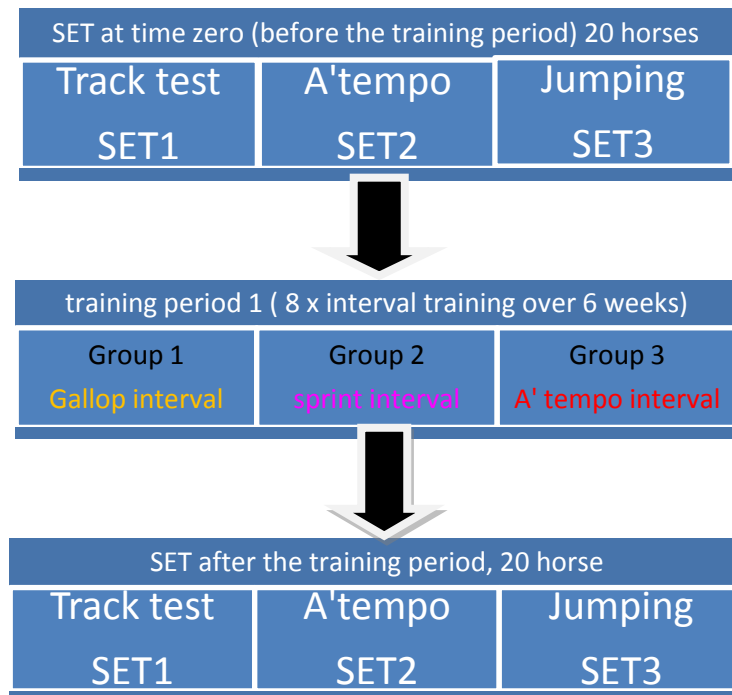 SET at time zero (before the training period) 20 horses
Track test A'tempo Jumping
SET1 SET2 SET3
training period 1 ( 8 x interval training over 6 weeks)
Group 1 Group 2 Group 3
Gallop interval sprint interval A' tempo interval
SET after the training period, 20 horse
Track test A'tempo Jumping
SET1 SET2 SET3